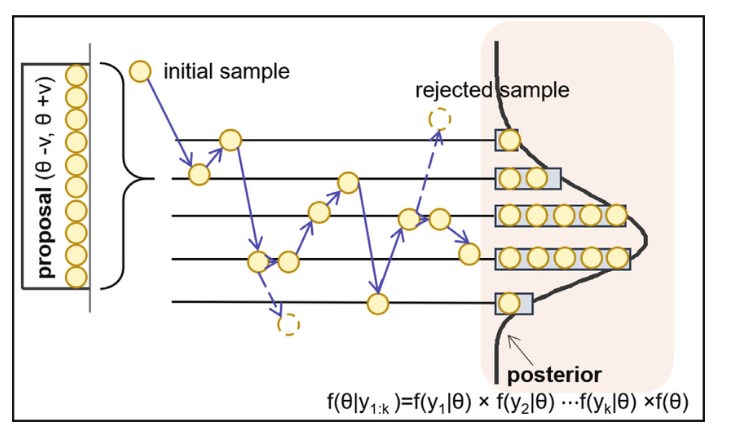 initial sample
rejected sample
proposal (θ -v, θ +v)
posterior
f(θ|y₁:ₖ)=f(y₁|θ) × f(y₂|θ) ⋯f(yₖ|θ) ×f(θ)